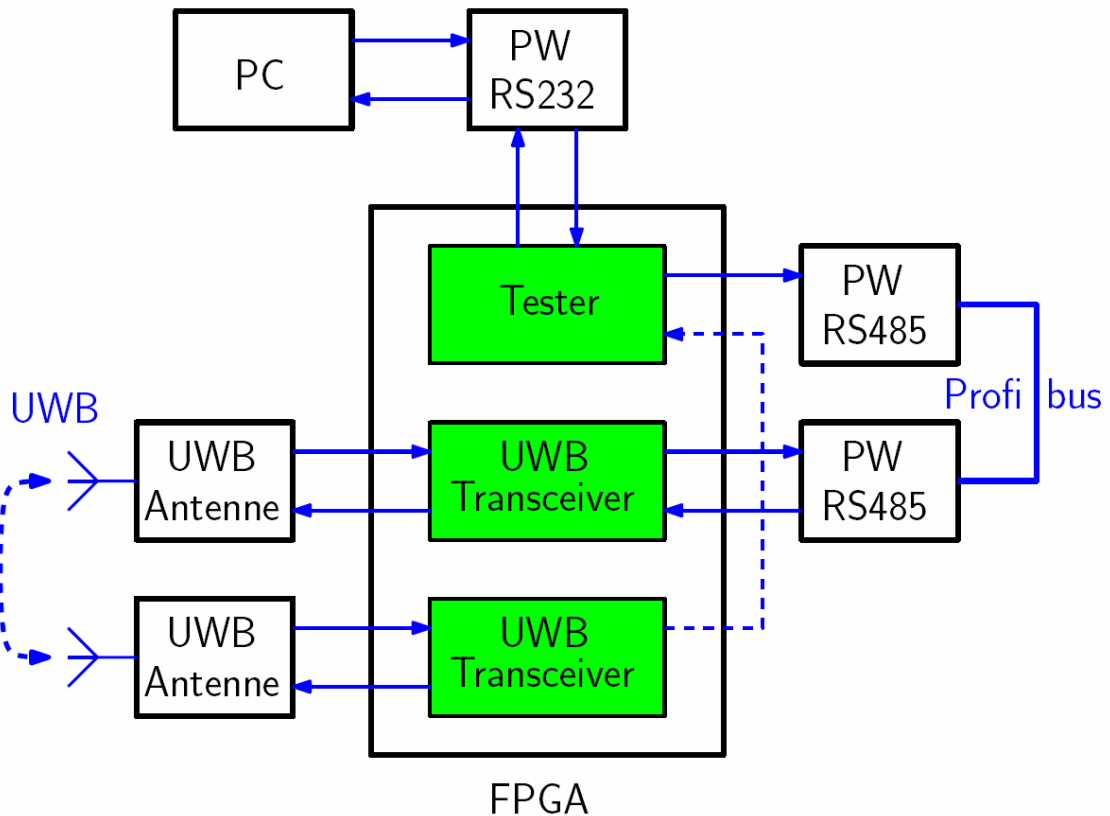 PC
PW
RS232
Tester
PW
RS485
Profi bus
UWB
UWB
Antenne
UWB
Transceiver
PW
RS485
UWB
Antenne
UWB
Transceiver
FPGA